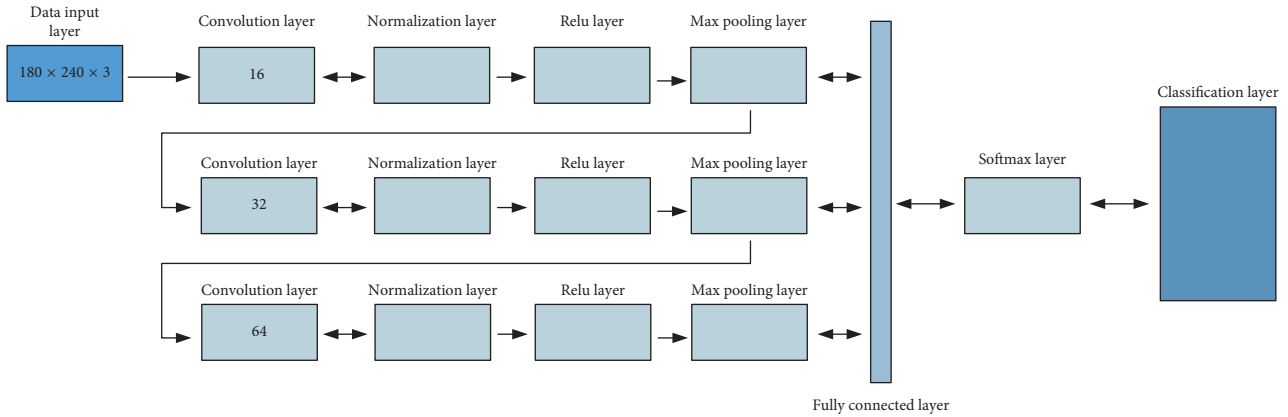 Data input
layer
180 × 240 × 3
Convolution layer
16
Normalization layer
Relu layer
Max pooling layer
Convolution layer
32
Normalization layer
Relu layer
Max pooling layer
Convolution layer
64
Normalization layer
Relu layer
Max pooling layer
Fully connected layer
Softmax layer
Classification layer